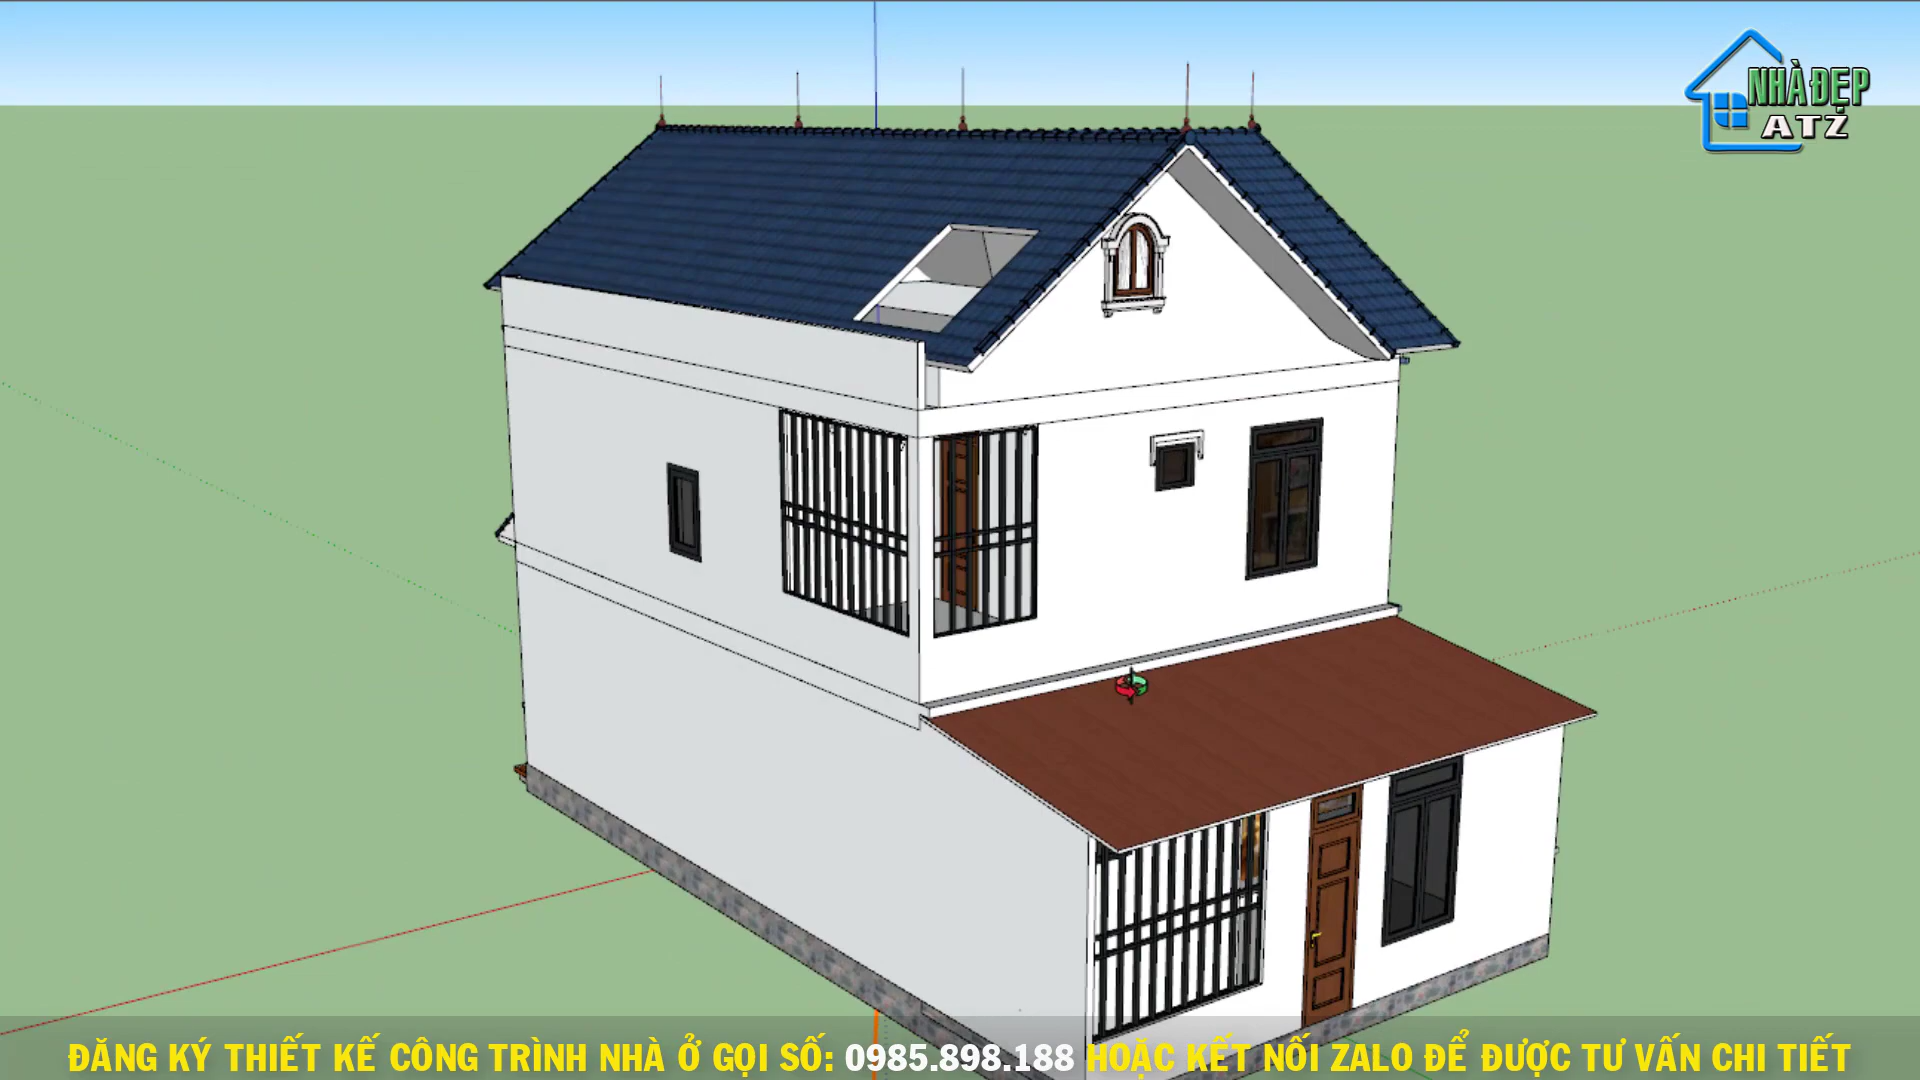 NHÀ ĐẸP
ATZ
ĐĂNG KÝ THIẾT KẾ CÔNG TRÌNH NHÀ Ở GỌI SỐ: 0985.898.188 HOẶC KẾT NỐI ZALO ĐỂ ĐƯỢC TƯ VẤN CHI TIẾT